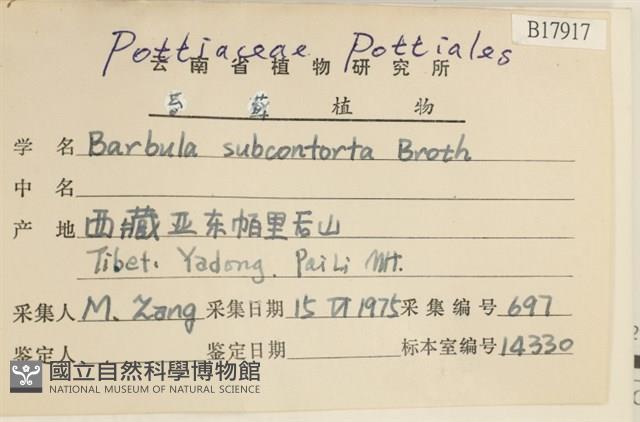 B17917
Pottiaceae Pottiales
云南省植物研究所
苔藓植物
学名 Barbula subcontorta Broth
中名
产地 西藏亚东帕里后山
Tibet. Yadong. PaiLi Mt.
采集人 M. Zang 采集日期 15 VI 1975 采集编号 697
鉴定人 鉴定日期 标本室编号 14330
國立自然科學博物館
NATIONAL MUSEUM OF NATURAL SCIENCE